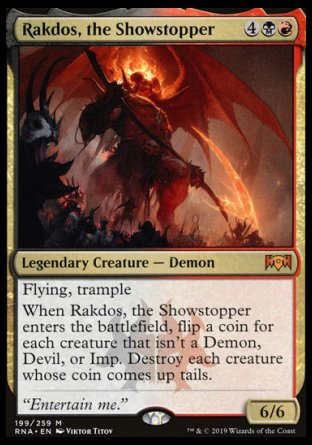 Rakdos, the Showstopper 4
Legendary Creature — Demon
Flying, trample
When Rakdos, the Showstopper
enters the battlefield, flip a coin for
each creature that isn't a Demon,
Devil, or Imp. Destroy each creature
whose coin comes up tails.
"Entertain me."
6/6
199/259 M
RNA • EN Viktor Titov
™ & © 2019 Wizards of the Coast